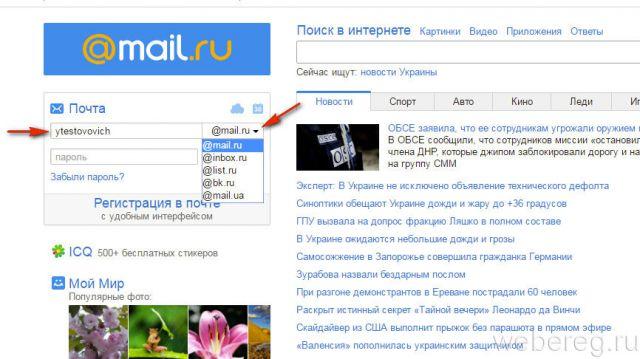 @mail.ru
Почта
38
ytestovovich
@mail.ru
@mail.ru
@inbox.ru
@list.ru
@bk.ru
@mail.ua
пароль
Забыли пароль?
Регистрация в почте
с удобным интерфейсом
ICQ 500+ бесплатных стикеров
Мой Мир
Популярные фото:
Поиск в интернете Картинки Видео Приложения Ответы
Сейчас ищут: новости Украины
Новости Спорт Авто Кино Леди
ОБСЕ заявила, что ее сотрудникам угрожали оружием
В ОБСЕ сообщили, что сотрудников миссии «остановили
члена ДНР, которые джипом заблокировали дорогу и на
на группу СММ
OSCE
Эксперт: В Украине не исключено объявление технического дефолта
Синоптики обещают Украине дожди и жару до +36 градусов
ГПУ вызвала на допрос фракцию Ляшко в полном составе
В Украине ожидаются небольшие дожди и грозы
Самосожжение в Запорожье совершила гражданка Германии
Зурабова назвали бездарным послом
При разгоне демонстрантов в Ереване пострадали 60 человек
Раскрыт истинный секрет «Тайной вечери» Леонардо да Винчи
Скайдайвер из США выполнил прыжок без парашюта в прямом эфире
«Валенсия» пополнилась украинским защитником
webereg.ru